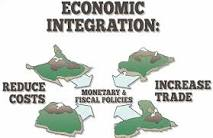 ECONOMIC
INTEGRATION:
REDUCE
COSTS
MONETARY &
FISCAL POLICIES
INCREASE
TRADE